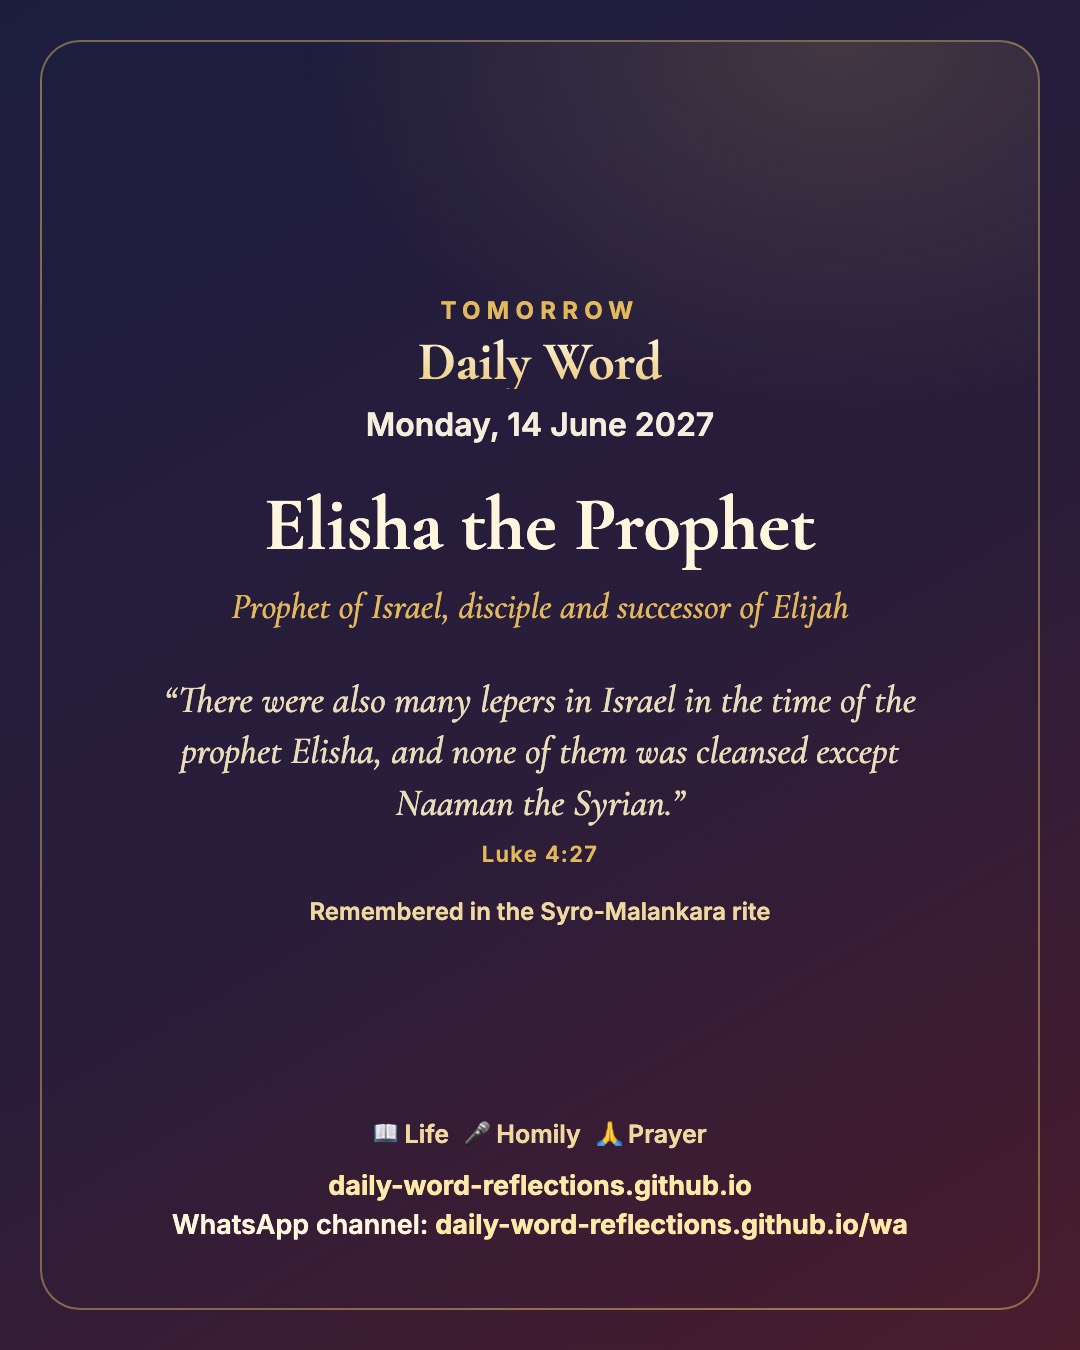 TOMORROW
Daily Word
Monday, 14 June 2027
Elisha the Prophet
Prophet of Israel, disciple and successor of Elijah
“There were also many lepers in Israel in the time of the
prophet Elisha, and none of them was cleansed except
Naaman the Syrian.”
Luke 4:27
Remembered in the Syro-Malankara rite
📖 Life 🎤 Homily 🙏 Prayer
daily-word-reflections.github.io
WhatsApp channel: daily-word-reflections.github.io/wa